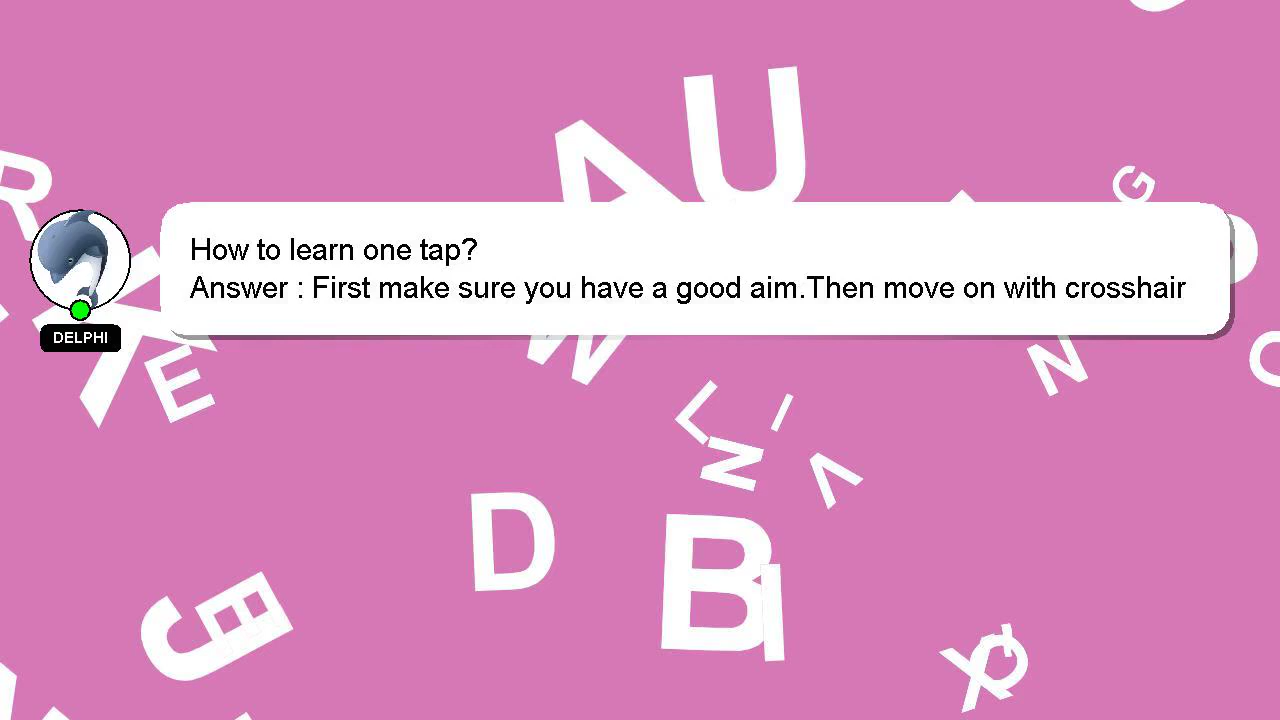 How to learn one tap?
Answer : First make sure you have a good aim.Then move on with crosshair
DELPHI
R
A
U
G
E
W
N
L
I
N
V
D
B
I
C
E
X
Q